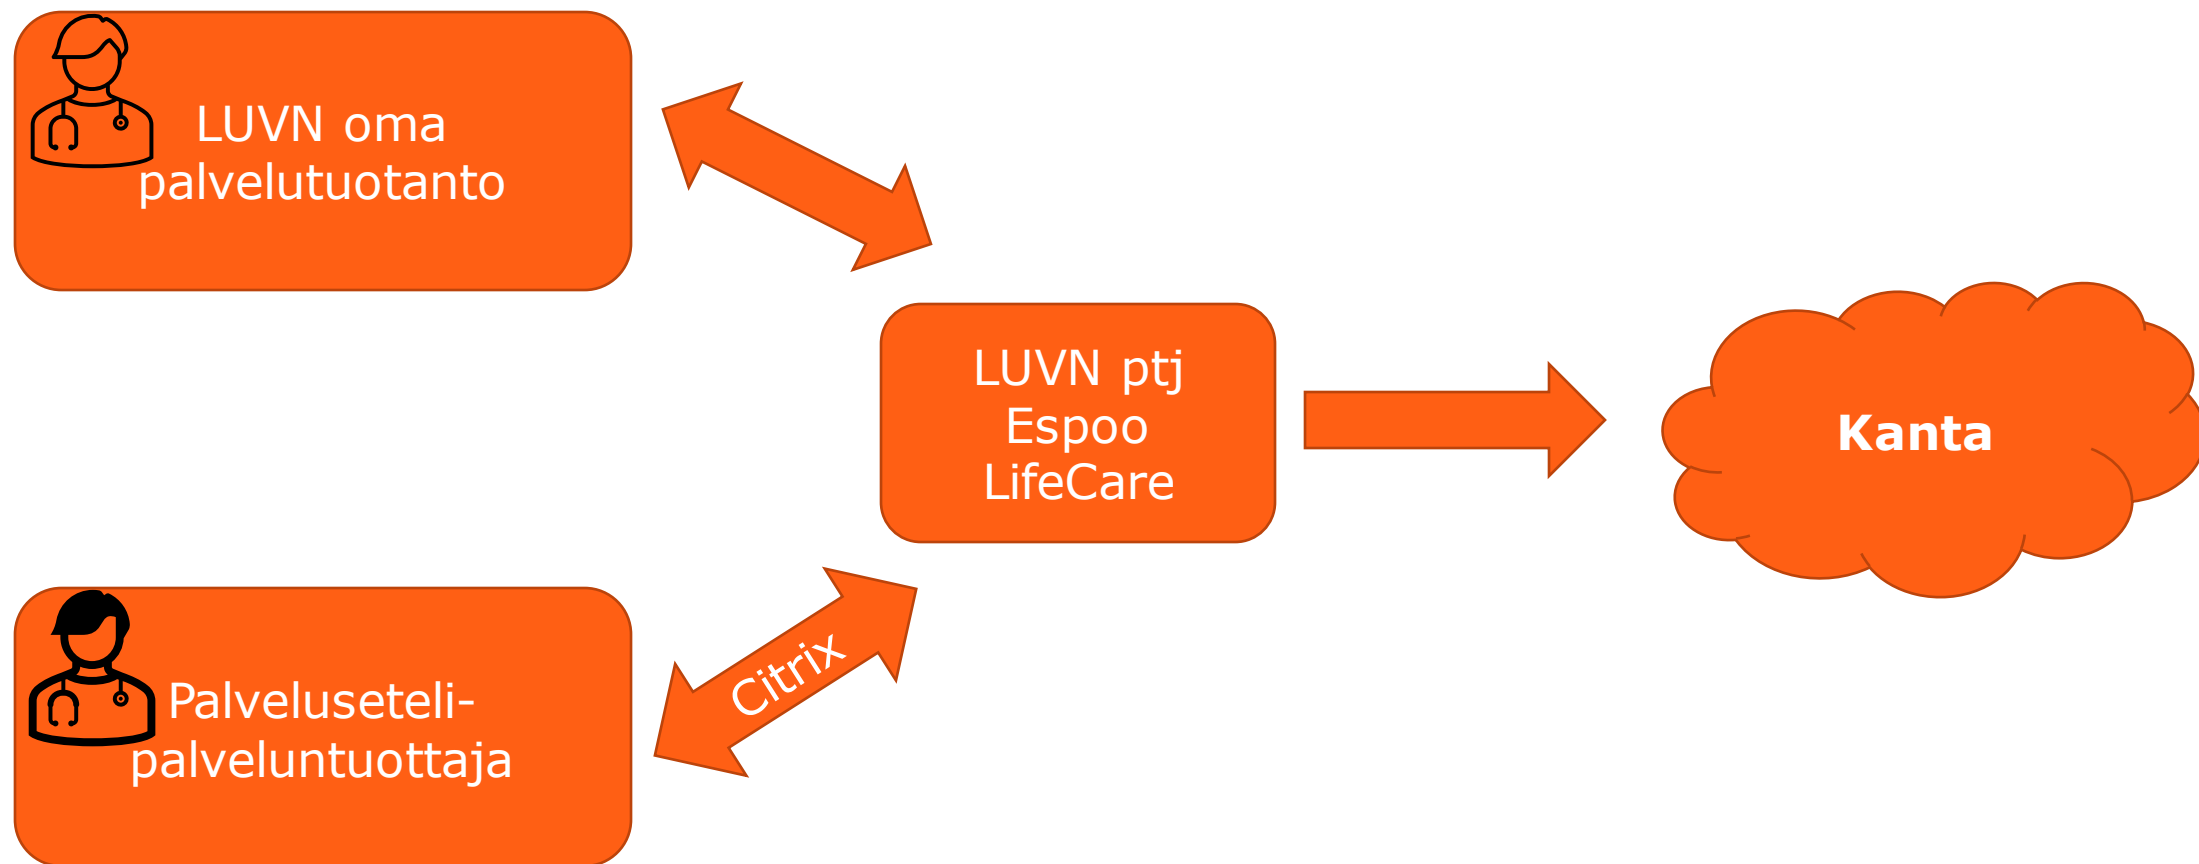 LUVN oma
palvelutuotanto
LUVN ptj
Espoo
LifeCare
Kanta
Citrix
Palveluseteli-
palveluntuottaja